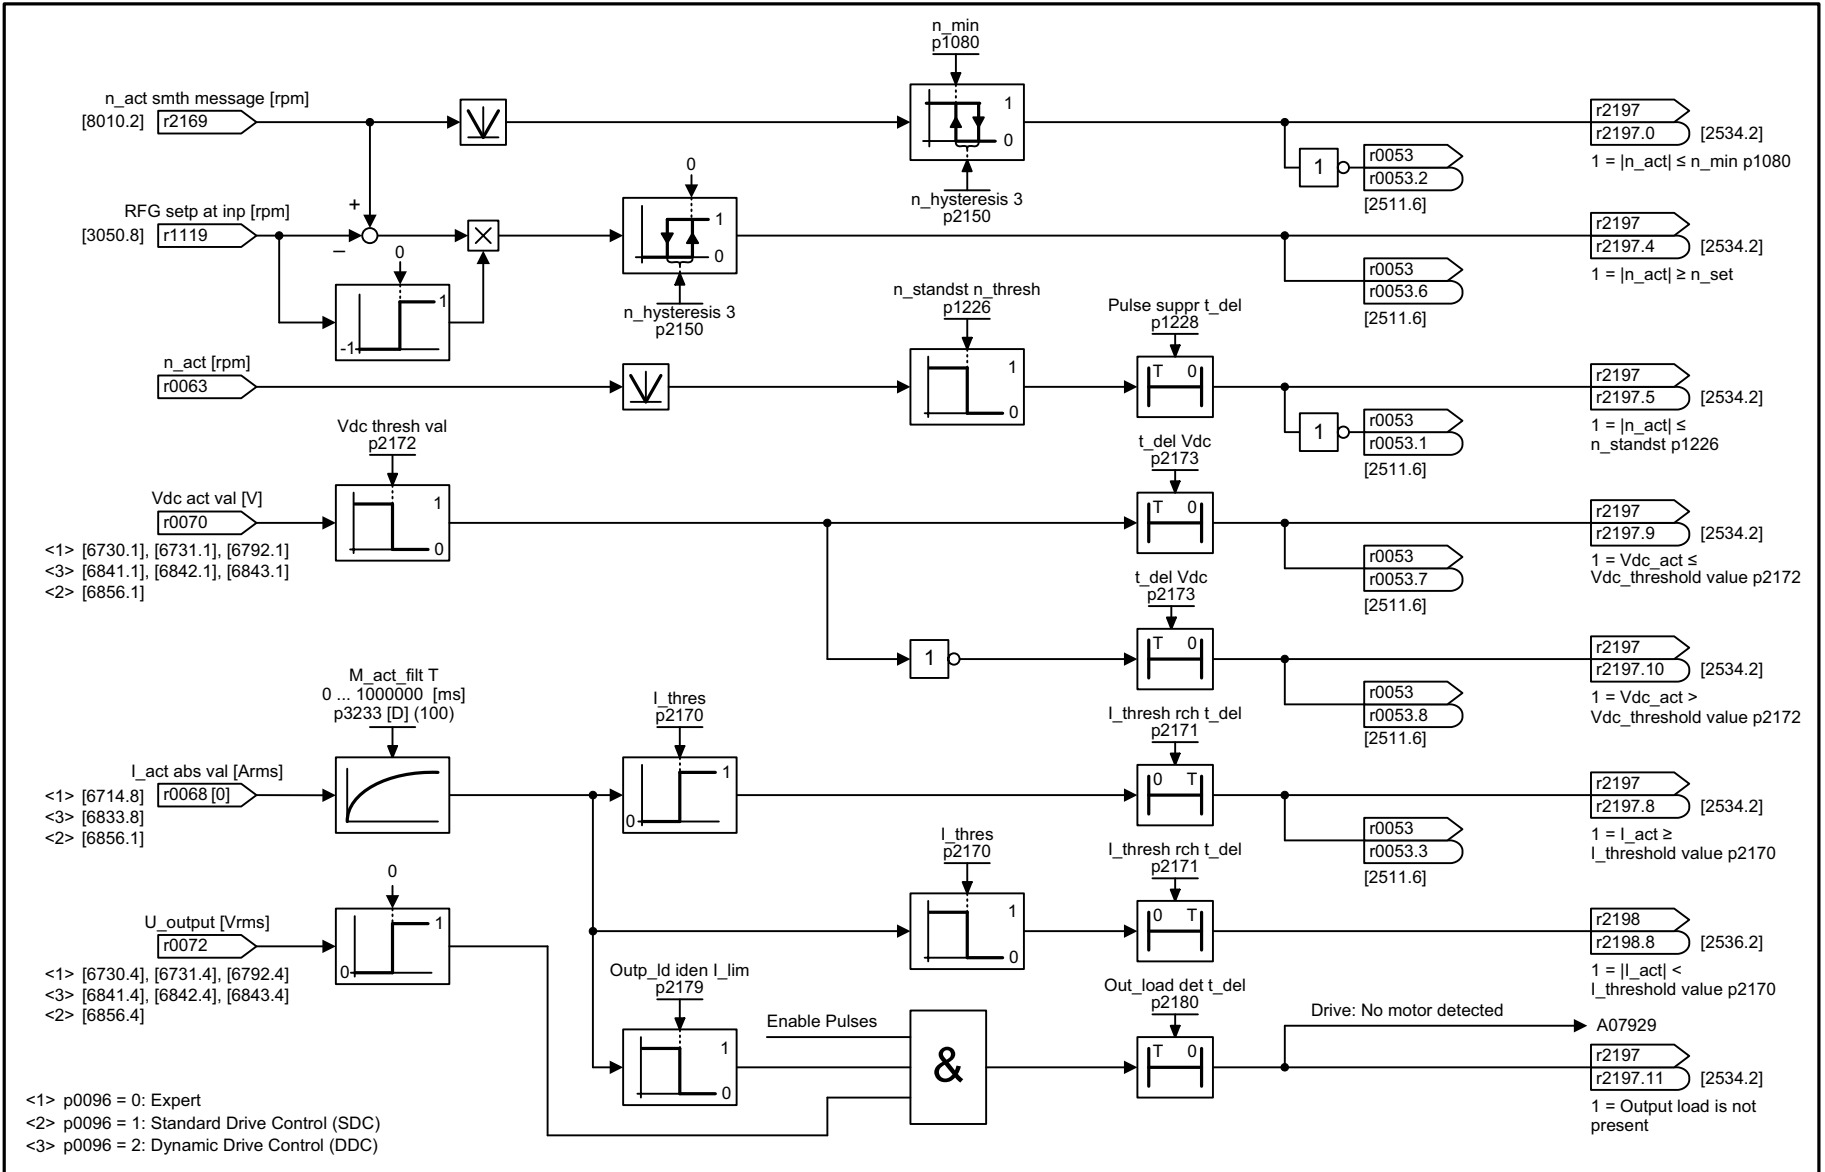 n_min
p1080
n_act smth message [rpm]
[8010.2] r2169
1
0
r2197
r2197.0 [2534.2]
1 = |n_act| ≤ n_min p1080
1
r0053
r0053.2
[2511.6]
n_hysteresis 3
p2150
RFG setp at inp [rpm]
[3050.8] r1119
+
–
0
-1
1
0
1
0
n_hysteresis 3
p2150
r2197
r2197.4 [2534.2]
1 = |n_act| ≥ n_set
r0053
r0053.6
[2511.6]
n_act [rpm]
r0063
n_standst n_thresh
p1226
1
0
Pulse suppr t_del
p1228
T 0
r2197
r2197.5 [2534.2]
1 = |n_act| ≤
n_standst p1226
1
r0053
r0053.1
[2511.6]
Vdc thresh val
p2172
Vdc act val [V]
r0070
1
0
<1> [6730.1], [6731.1], [6792.1]
<3> [6841.1], [6842.1], [6843.1]
<2> [6856.1]
t_del Vdc
p2173
T 0
r2197
r2197.9 [2534.2]
1 = Vdc_act ≤
Vdc_threshold value p2172
r0053
r0053.7
[2511.6]
t_del Vdc
p2173
1
T 0
r2197
r2197.10 [2534.2]
1 = Vdc_act >
Vdc_threshold value p2172
r0053
r0053.8
[2511.6]
M_act_filt T
0 ... 1000000 [ms]
p3233 [D] (100)
I_act abs val [Arms]
r0068 [0]
<1> [6714.8]
<3> [6833.8]
<2> [6856.1]
I_thres
p2170
1
0
I_thresh rch t_del
p2171
0 T
r2197
r2197.8 [2534.2]
1 = I_act ≥
I_threshold value p2170
r0053
r0053.3
[2511.6]
I_thres
p2170
1
0
I_thresh rch t_del
p2171
0 T
r2198
r2198.8 [2536.2]
1 = |I_act| <
I_threshold value p2170
U_output [Vrms]
r0072
0
1
0
<1> [6730.4], [6731.4], [6792.4]
<3> [6841.4], [6842.4], [6843.4]
<2> [6856.4]
Outp_ld iden I_lim
p2179
1
0
Enable Pulses
&
Out_load det t_del
p2180
T 0
Drive: No motor detected
A07929
r2197
r2197.11 [2534.2]
1 = Output load is not
present
<1> p0096 = 0: Expert
<2> p0096 = 1: Standard Drive Control (SDC)
<3> p0096 = 2: Dynamic Drive Control (DDC)